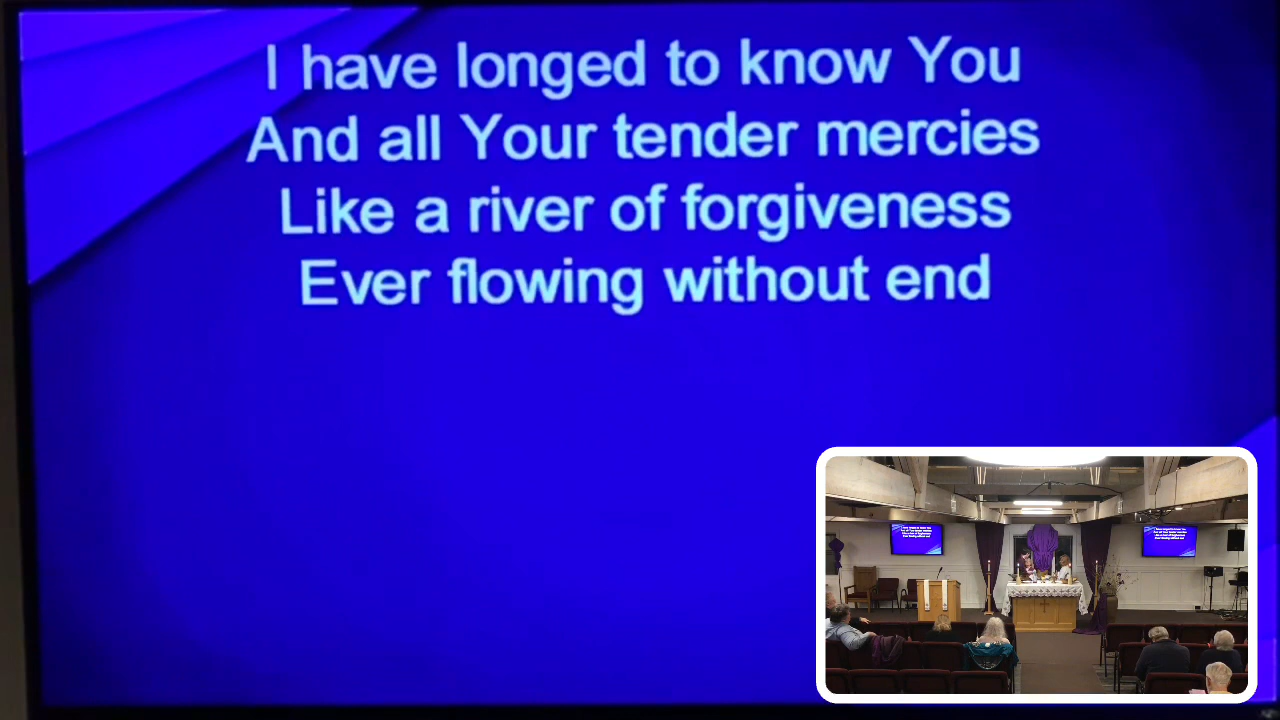 I have longed to know You
And all Your tender mercies
Like a river of forgiveness
Ever flowing without end